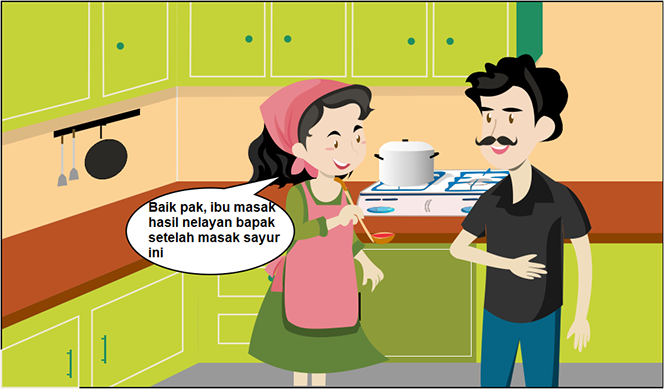 Baik pak, ibu masak
hasil nelayan bapak
setelah masak sayur
ini